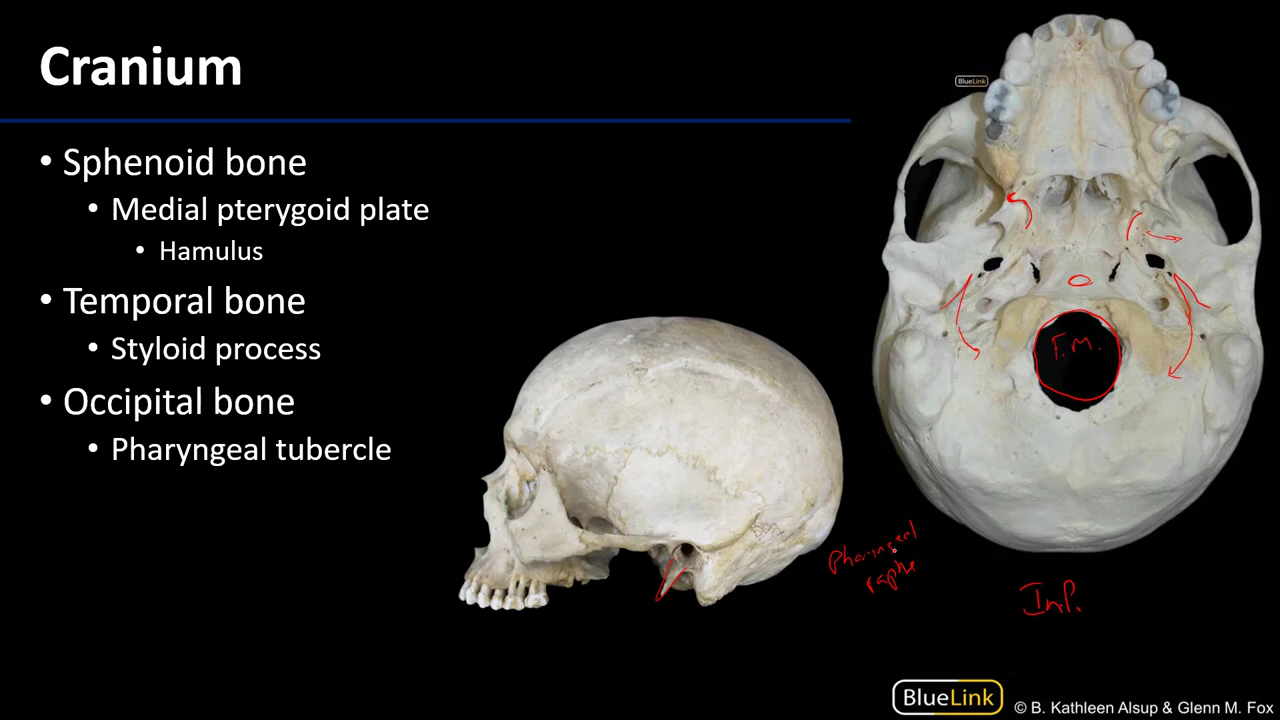 Cranium
• Sphenoid bone
• Medial pterygoid plate
• Hamulus
• Temporal bone
• Styloid process
• Occipital bone
• Pharyngeal tubercle
BlueLink
F.M.
Pharyngeal
raphe
Inf.
BlueLink
© B. Kathleen Alsup & Glenn M. Fox